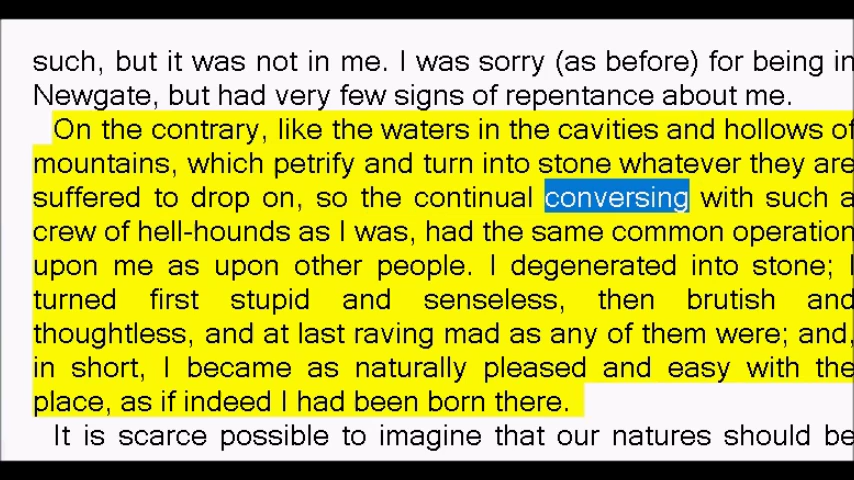 such, but it was not in me. I was sorry (as before) for being in
Newgate, but had very few signs of repentance about me.
On the contrary, like the waters in the cavities and hollows of
mountains, which petrify and turn into stone whatever they are
suffered to drop on, so the continual conversing with such a
crew of hell-hounds as I was, had the same common operation
upon me as upon other people. I degenerated into stone; I
turned first stupid and senseless, then brutish and
thoughtless, and at last raving mad as any of them were; and,
in short, I became as naturally pleased and easy with the
place, as if indeed I had been born there.
It is scarce possible to imagine that our natures should be